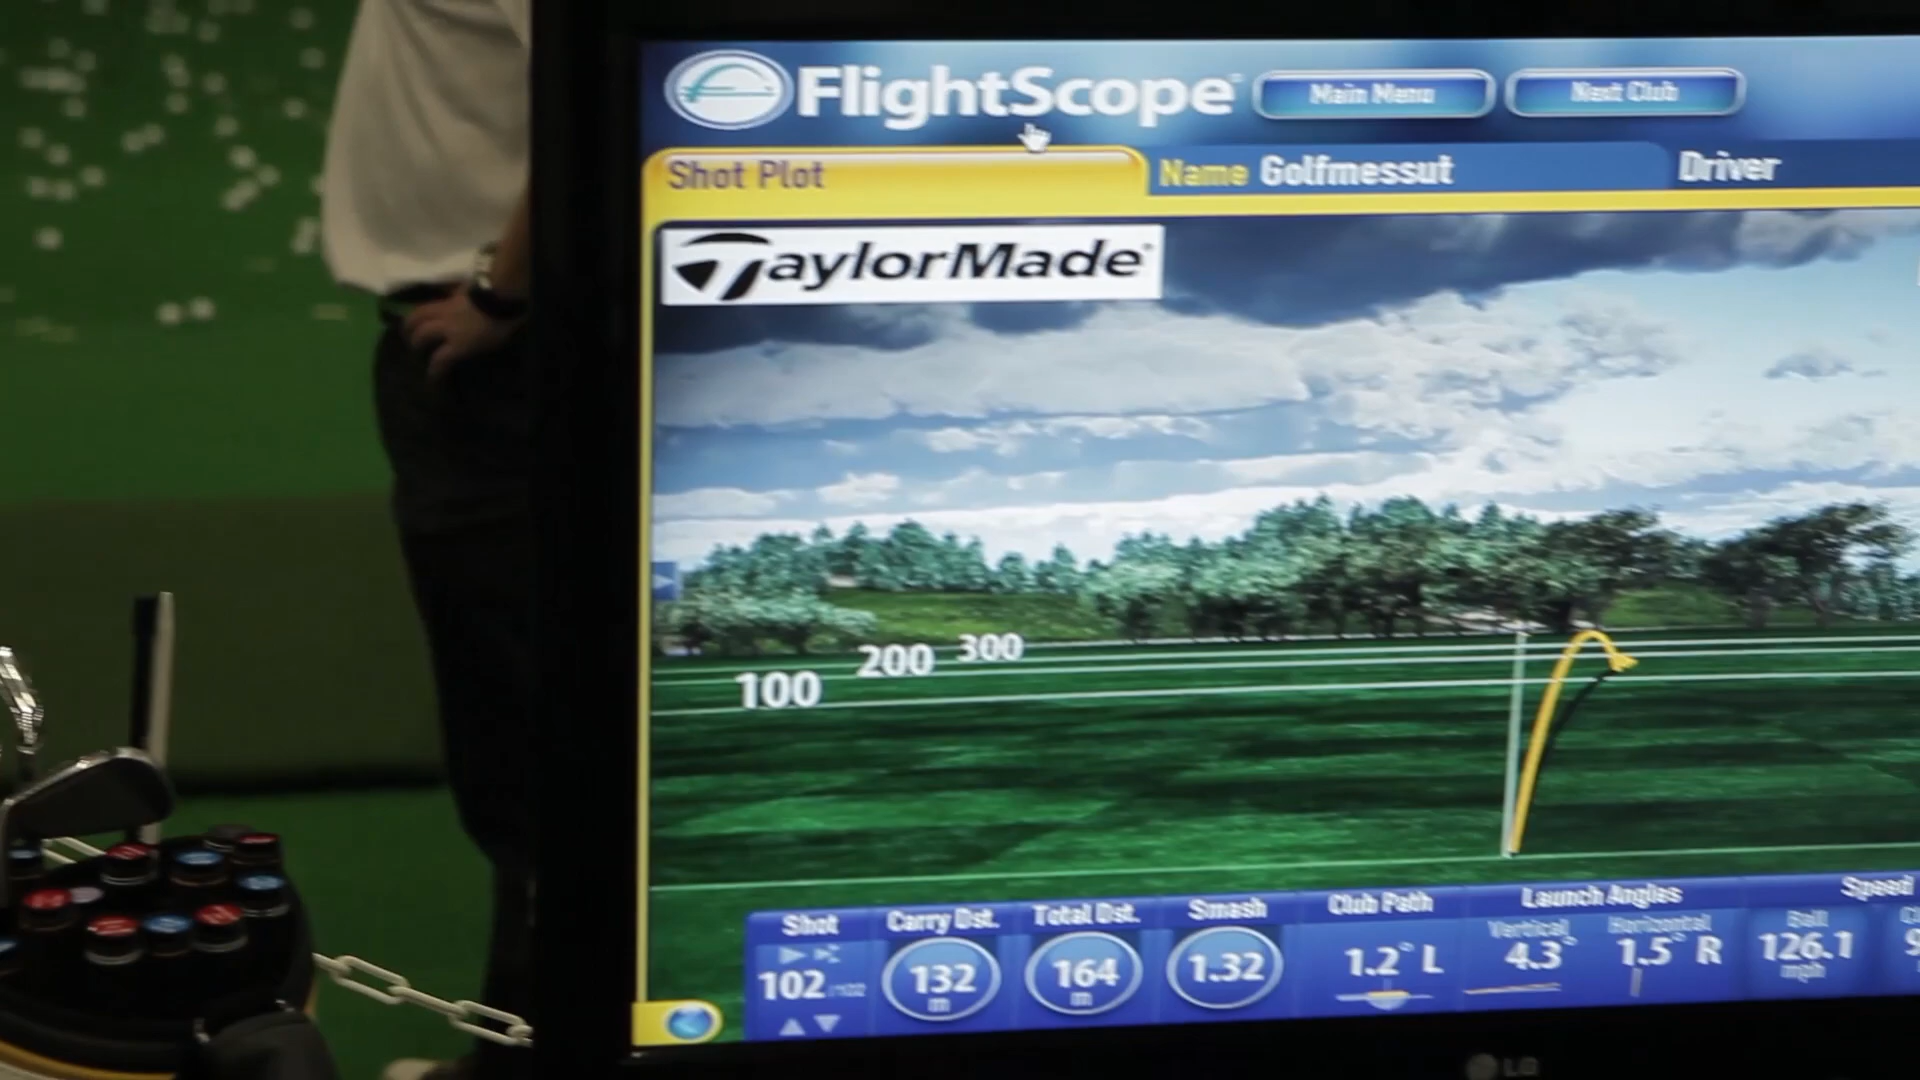 FlightScope
Main Menu
Next Club
Shot Plot
Name Golfmessut
Driver
TaylorMade
100
200
300
Shot
Carry Dst.
Total Dst.
Smash
Club Path
Launch Angles
Speed
Vertical
Horizontal
Ball
102 /102
132
m
164
m
1.32
1.2° L
4.3°
1.5° R
126.1
mph
LG